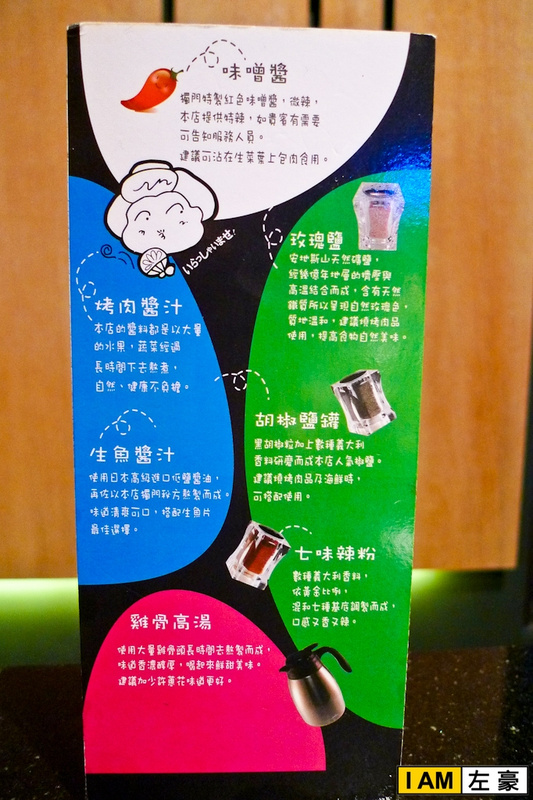 味噌醬
獨門特製紅色味噌醬，微辣，
本店提供特辣，如貴賓有需要
可告知服務人員。
建議可沾在生菜葉上包肉食用。
いらっしゃいませ!
玫瑰鹽
安地斯山天然礦鹽，
經幾億年地層的擠壓與
高溫結合而成，含有天然
鐵質所以呈現自然玫瑰色，
質地溫和，建議燒烤肉品
使用，提高食物自然美味。
烤肉醬汁
本店的醬料都是以大量
的水果，蔬菜經過
長時間下去熬煮，
自然、健康不負擔。
胡椒鹽罐
黑胡椒粒加上數種義大利
香料研磨而成本店人氣椒鹽。
建議燒烤肉品及海鮮時，
可搭配使用。
生魚醬汁
使用日本高級進口低鹽醬油，
再佐以本店獨門秘方熬製而成。
味道清爽可口，搭配生魚片
最佳選擇。
七味辣粉
數種義大利香料，
依黃金比例，
混和七種基底調製而成，
口感又香又辣。
雞骨高湯
使用大量雞骨頭長時間去熬製而成，
味道香濃醇厚，喝起來鮮甜美味。
建議加少許蔥花味道更好。
I AM 左豪